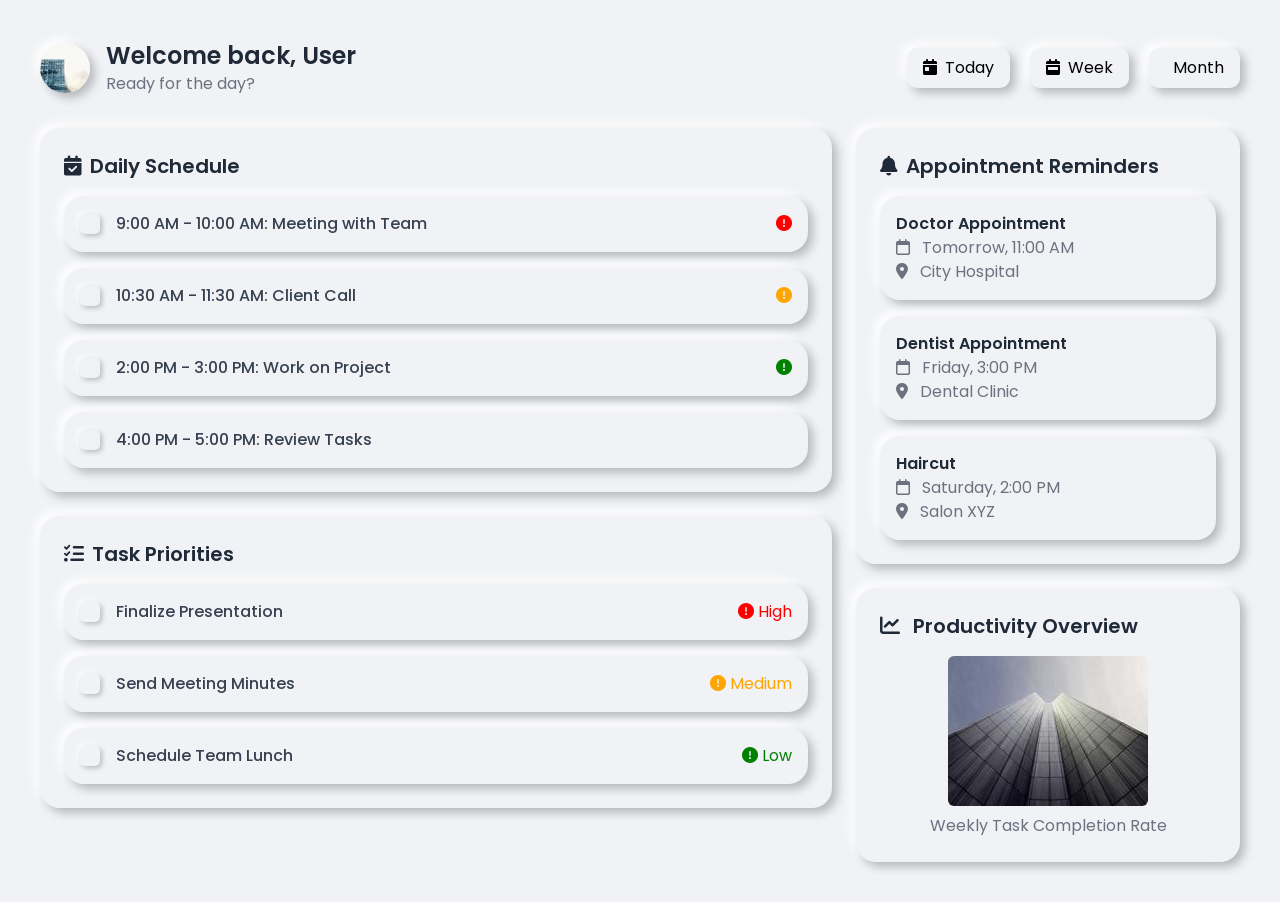 Welcome back, User
Ready for the day?
Today
Week
Month
Daily Schedule
9:00 AM - 10:00 AM: Meeting with Team
10:30 AM - 11:30 AM: Client Call
2:00 PM - 3:00 PM: Work on Project
4:00 PM - 5:00 PM: Review Tasks
Task Priorities
Finalize Presentation
High
Send Meeting Minutes
Medium
Schedule Team Lunch
Low
Appointment Reminders
Doctor Appointment
Tomorrow, 11:00 AM
City Hospital
Dentist Appointment
Friday, 3:00 PM
Dental Clinic
Haircut
Saturday, 2:00 PM
Salon XYZ
Productivity Overview
Weekly Task Completion Rate